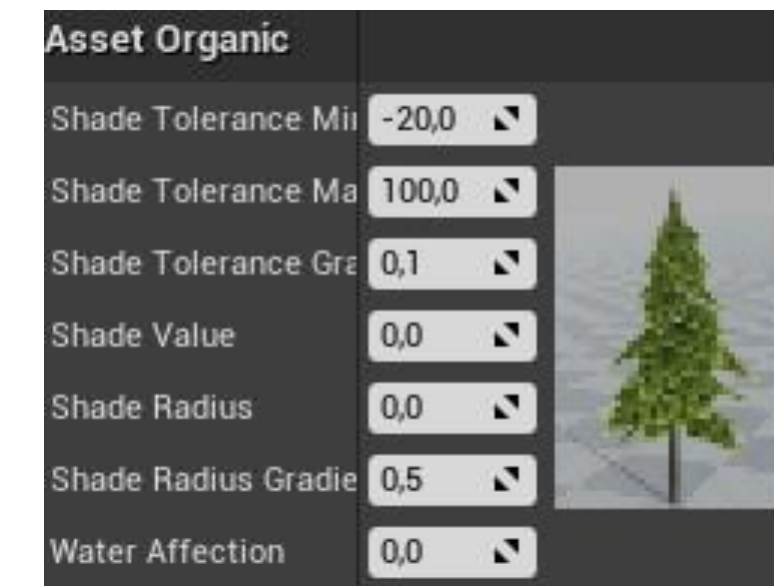 Asset Organic
Shade Tolerance Mi -20,0
Shade Tolerance Ma 100,0
Shade Tolerance Gra 0,1
Shade Value 0,0
Shade Radius 0,0
Shade Radius Gradie 0,5
Water Affection 0,0